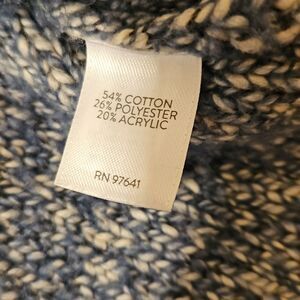 54% COTTON
26% POLYESTER
20% ACRYLIC
RN 97641